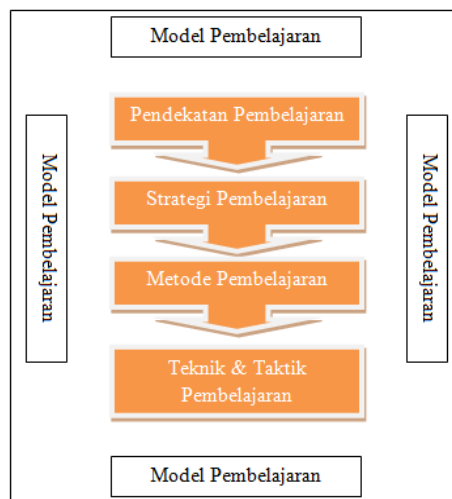 Model Pembelajaran
Pendekatan Pembelajaran
Model Pembelajaran
Model Pembelajaran
Strategi Pembelajaran
Metode Pembelajaran
Teknik & Taktik
Pembelajaran
Model Pembelajaran